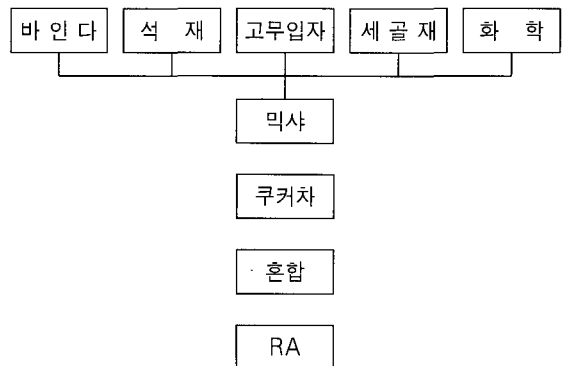 바 인 다
석 재
고무입자
세 골 재
화 학
믹샤
쿠커차
혼합
RA